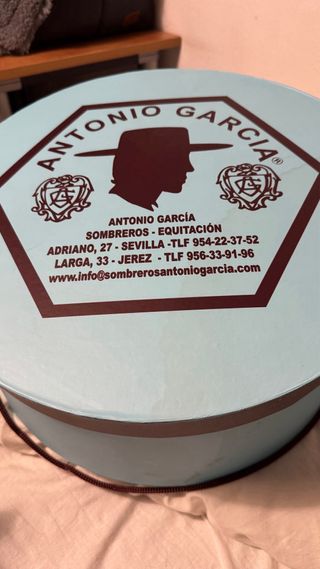 ANTONIO GARCIA®
ANTONIO GARCÍA
SOMBREROS - EQUITACIÓN
ADRIANO, 27 - SEVILLA -TLF 954-22-37-52
LARGA, 33 - JEREZ - TLF 956-33-91-96
www.info@sombrerosantoniogarcia.com